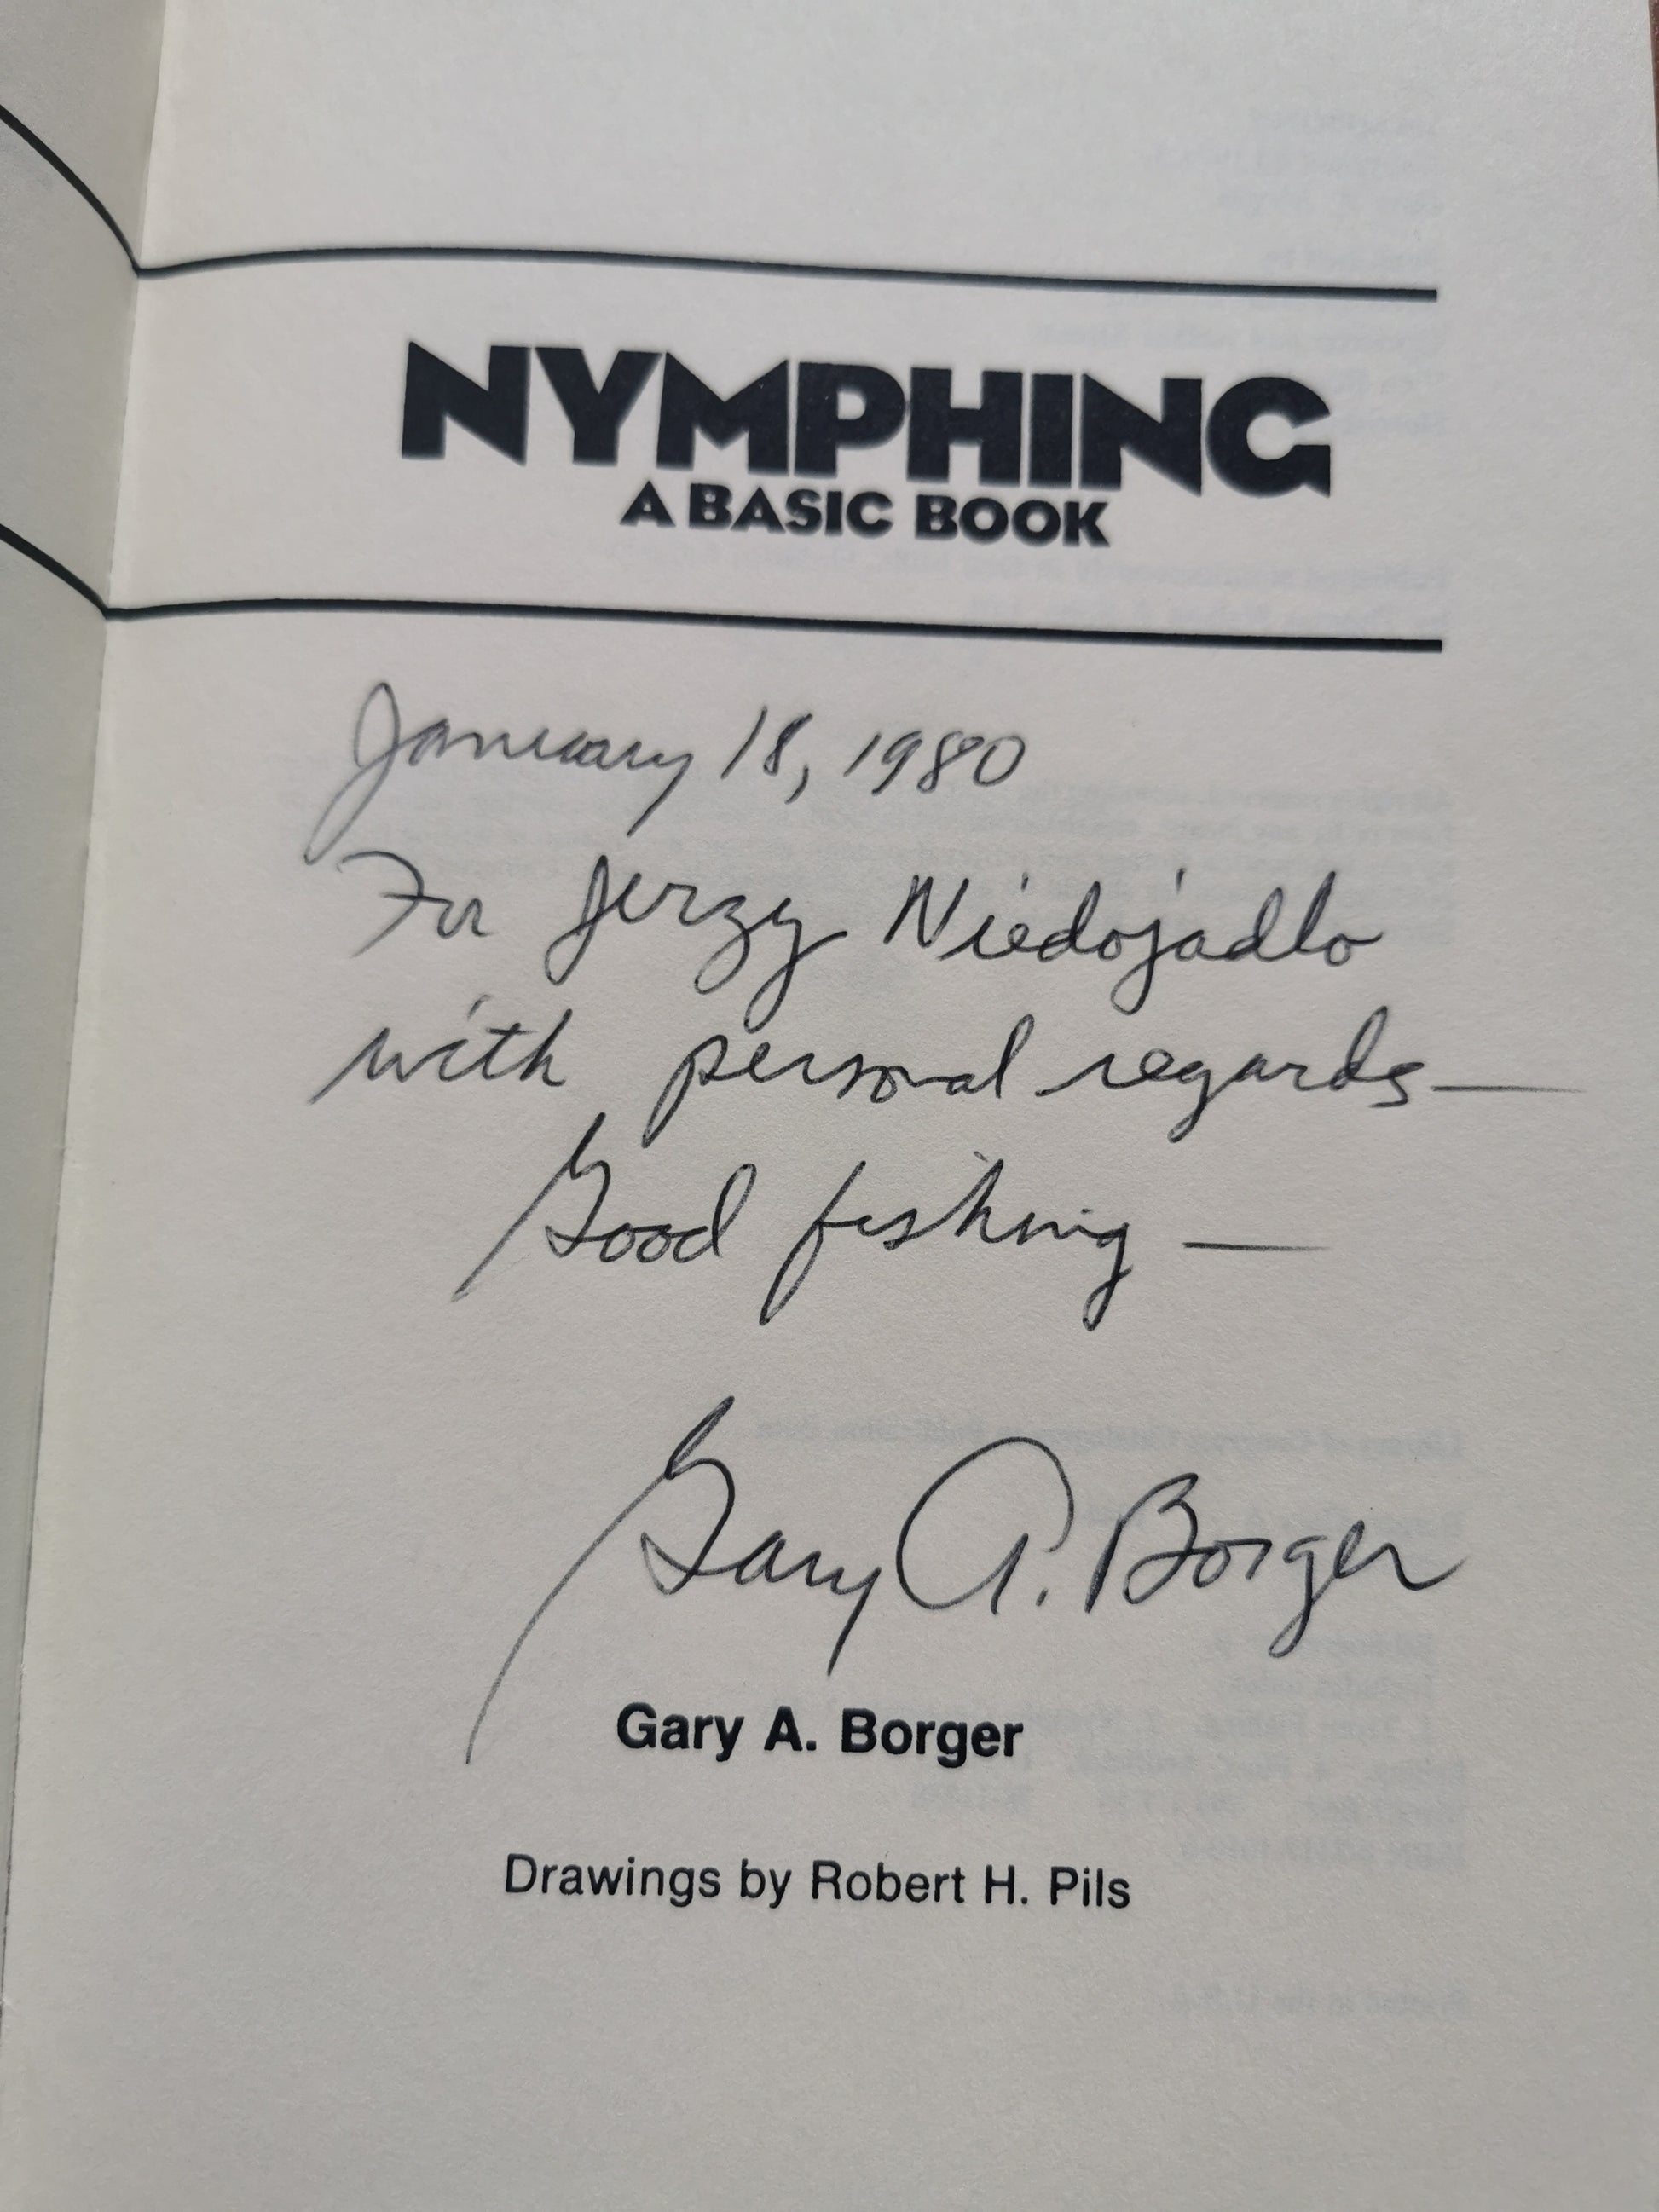 NYMPHING
A BASIC BOOK
January 18, 1980
For Jerzy Niedojadlo
with personal regards—
Good fishing —
Gary A. Borger
Gary A. Borger
Drawings by Robert H. Pils